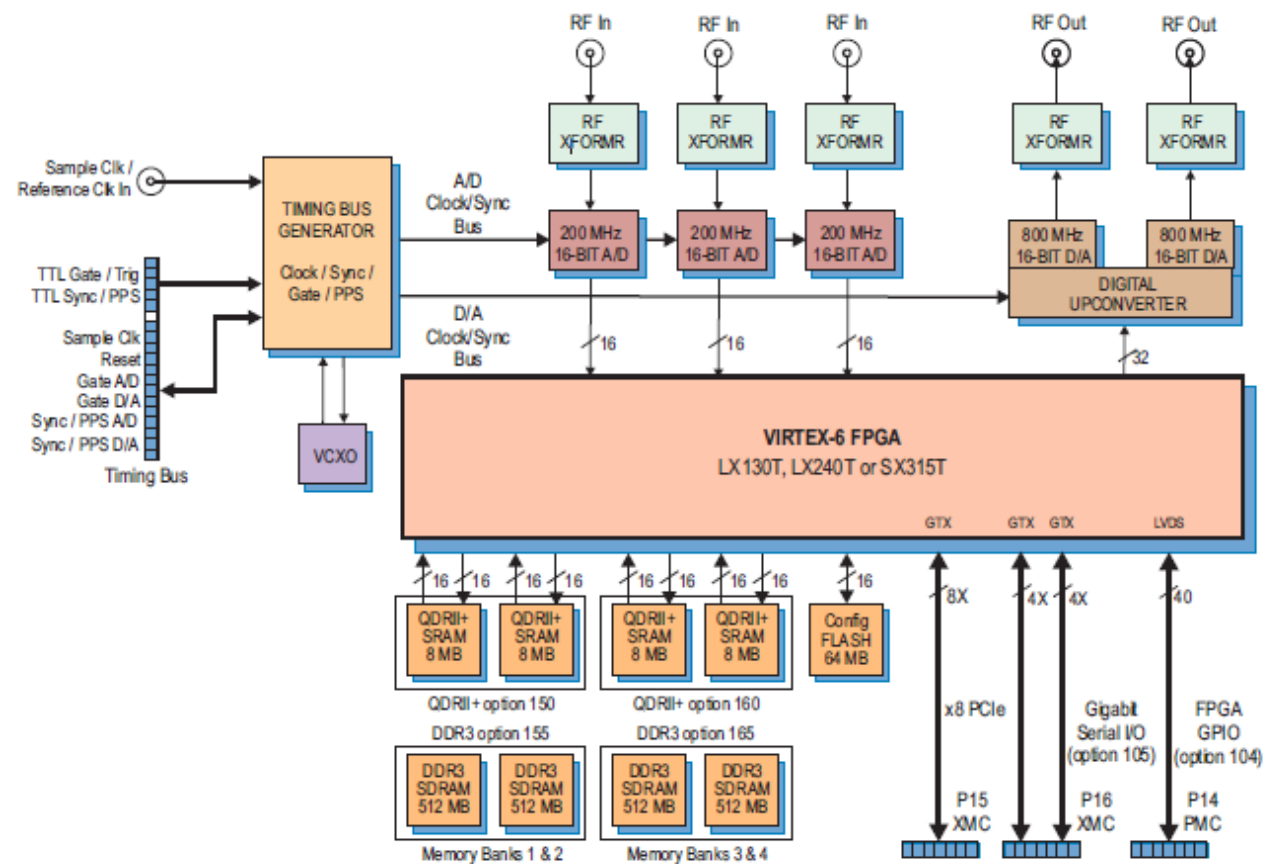 RF In
RF In
RF In
RF Out
RF Out
RF
XFORMR
RF
XFORMR
RF
XFORMR
RF
XFORMR
RF
XFORMR
Sample Clk /
Reference Clk In
TIMING BUS
GENERATOR
Clock / Sync /
Gate / PPS
A/D
Clock/Sync
Bus
200 MHz
16-BIT A/D
200 MHz
16-BIT A/D
200 MHz
16-BIT A/D
800 MHz
16-BIT D/A
800 MHz
16-BIT D/A
DIGITAL
UPCONVERTER
TTL Gate / Trig
TTL Sync / PPS
Sample Clk
Reset
Gate A/D
Gate D/A
Sync / PPS A/D
Sync / PPS D/A
Timing Bus
D/A
Clock/Sync
Bus
16
16
16
32
VCXO
VIRTEX-6 FPGA
LX130T, LX240T or SX315T
GTX
GTX
GTX
LVDS
16
16
16
16
16
16
16
16
16
8X
4X
4X
40
QDRII+
SRAM
8 MB
QDRII+
SRAM
8 MB
QDRII+
SRAM
8 MB
QDRII+
SRAM
8 MB
Config
FLASH
64 MB
QDRII+ option 150
QDRII+ option 160
DDR3 option 155
DDR3 option 165
DDR3
SDRAM
512 MB
DDR3
SDRAM
512 MB
DDR3
SDRAM
512 MB
DDR3
SDRAM
512 MB
Memory Banks 1 & 2
Memory Banks 3 & 4
x8 PCIe
Gigabit
Serial I/O
(option 105)
FPGA
GPIO
(option 104)
P15
XMC
P16
XMC
P14
PMC